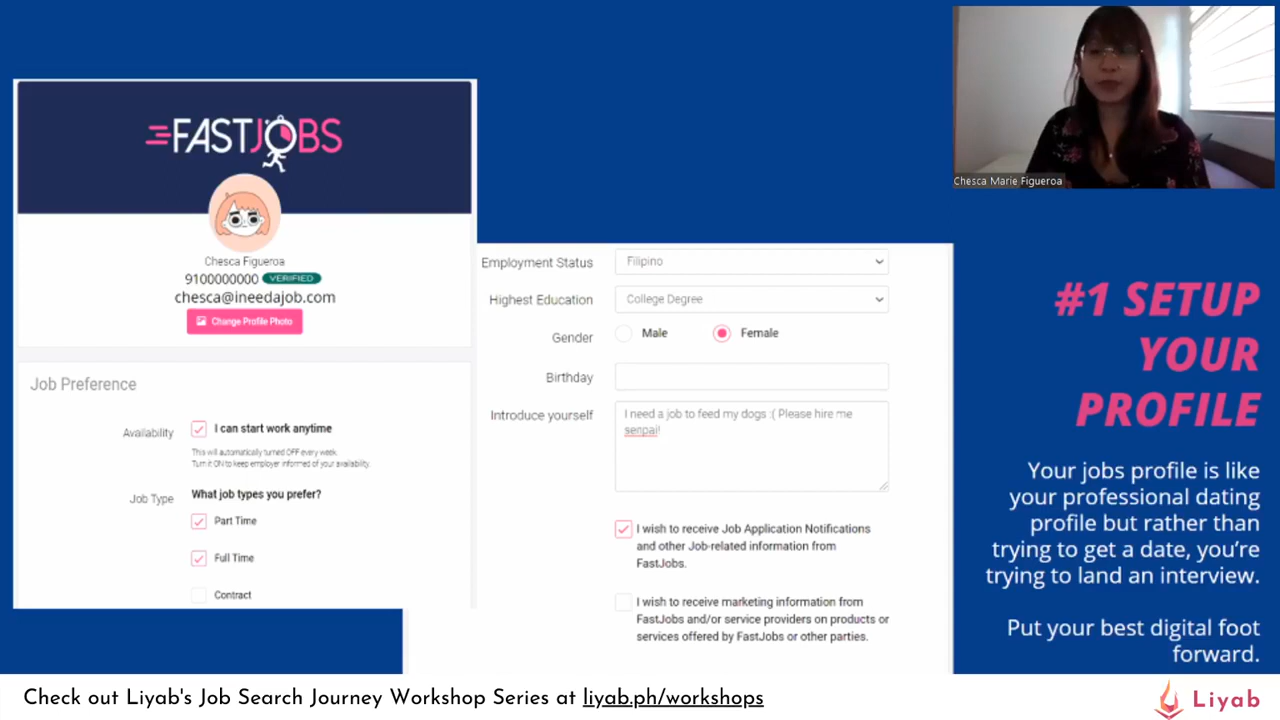 FASTJOBS
Chesca Figueroa
9100000000 VERIFIED
chesca@ineedajob.com
Change Profile Photo
Job Preference
Availability
I can start work anytime
This will automatically turned OFF every week.
Turn it ON to keep employer informed of your availability.
Job Type
What job types you prefer?
Part Time
Full Time
Contract
Employment Status
Filipino
Highest Education
College Degree
Gender
Male
Female
Birthday
Introduce yourself
I need a job to feed my dogs :( Please hire me
senpai!
I wish to receive Job Application Notifications
and other Job-related information from
FastJobs.
I wish to receive marketing information from
FastJobs and/or service providers on products or
services offered by FastJobs or other parties.
Chesca Marie Figueroa
#1 SETUP
YOUR
PROFILE
Your jobs profile is like
your professional dating
profile but rather than
trying to get a date, you’re
trying to land an interview.
Put your best digital foot
forward.
Check out Liyab's Job Search Journey Workshop Series at liyab.ph/workshops
Liyab